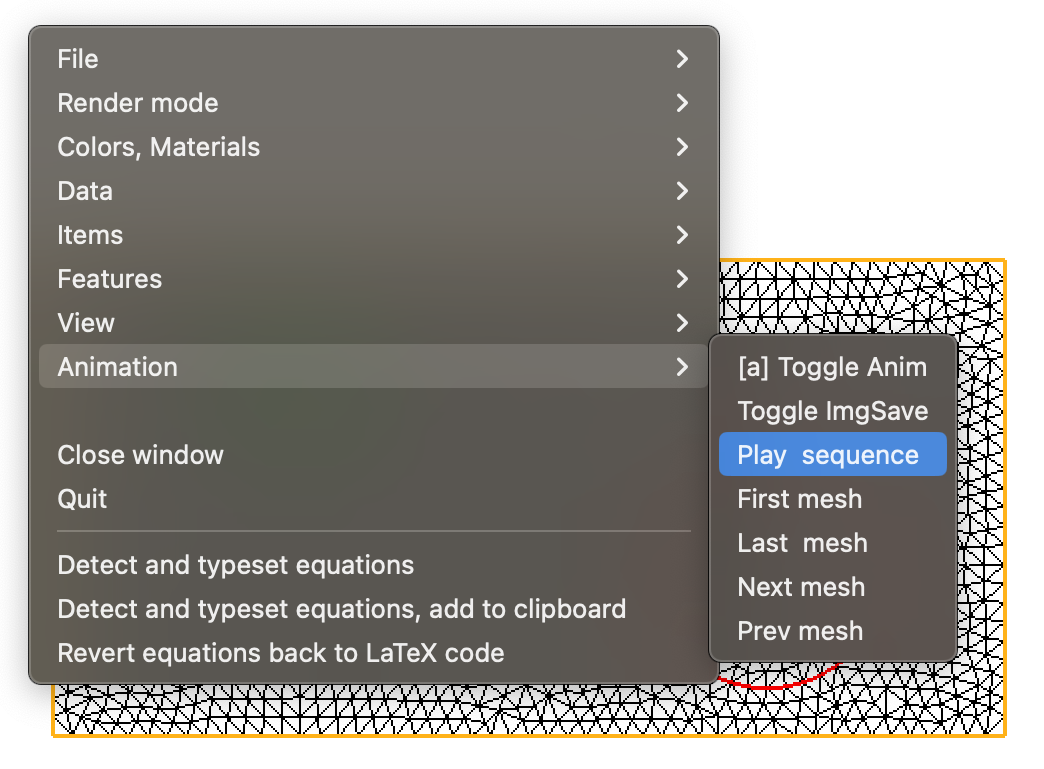 File
Render mode
Colors, Materials
Data
Items
Features
View
Animation
[a] Toggle Anim
Toggle ImgSave
Play  sequence
First mesh
Last  mesh
Next mesh
Prev mesh
Close window
Quit
Detect and typeset equations
Detect and typeset equations, add to clipboard
Revert equations back to LaTeX code